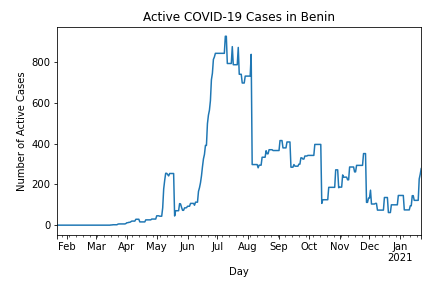 Active COVID-19 Cases in Benin
Number of Active Cases
800
600
400
200
0
Feb Mar Apr May Jun Jul Aug Sep Oct Nov Dec Jan
2021
Day